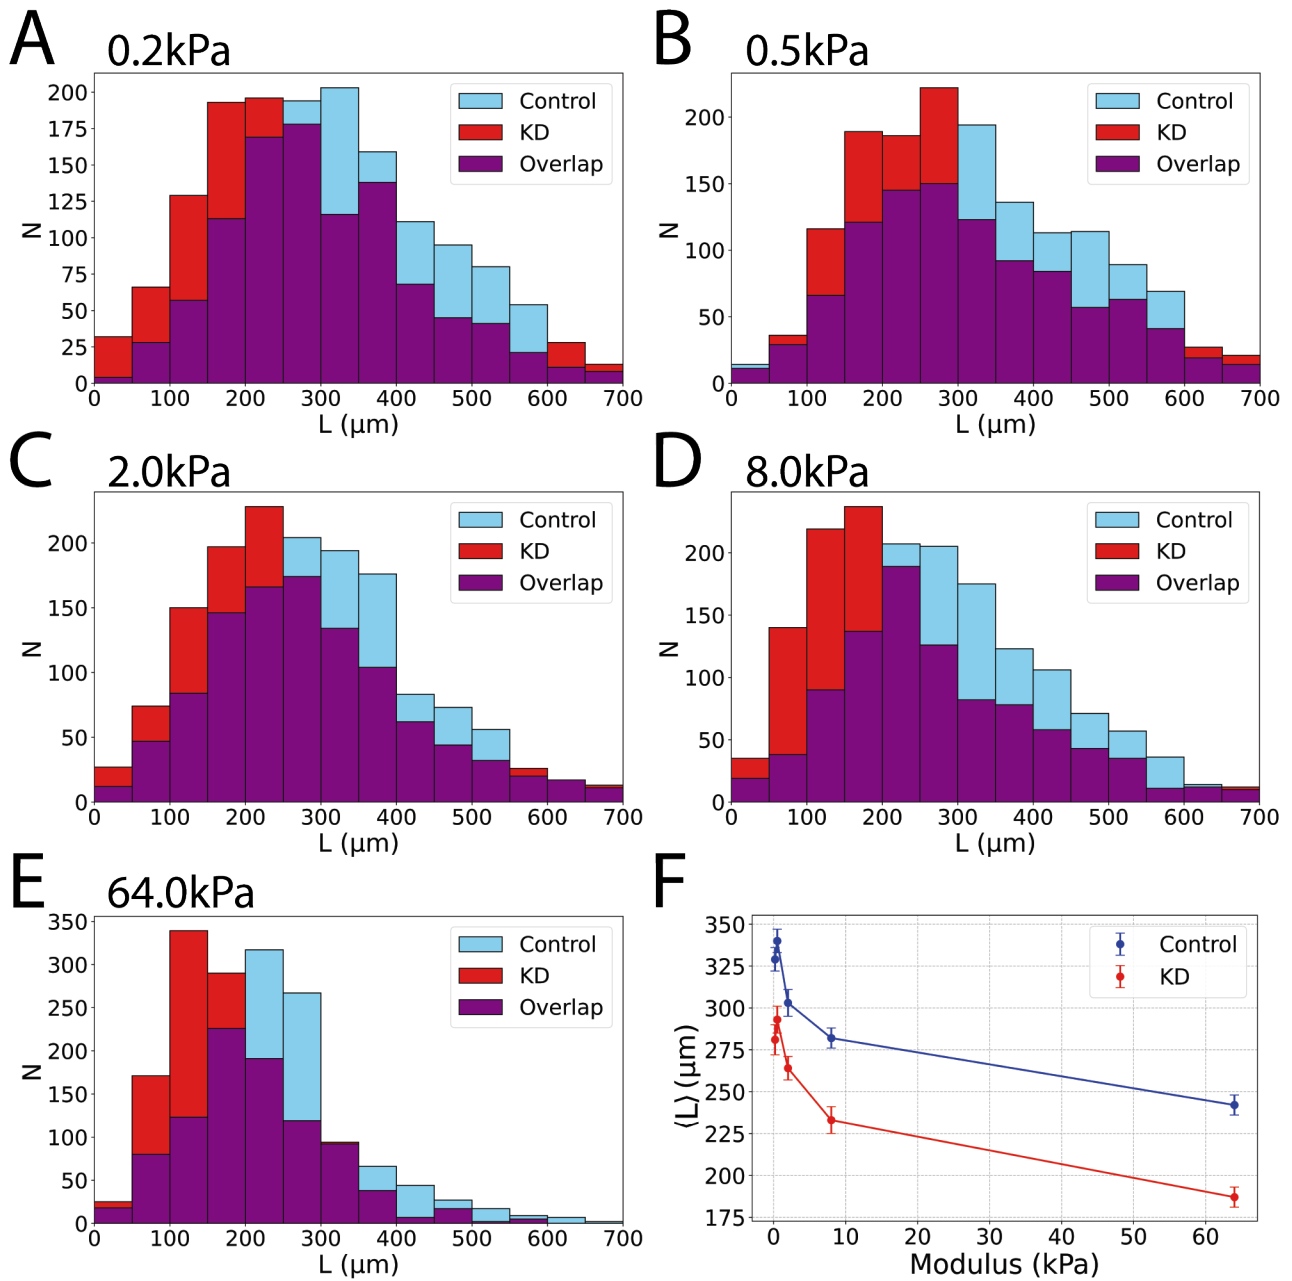 A 0.2kPa
200
175
150
125
100
75
50
25
0
N
0 100 200 300 400 500 600 700
L (μm)
Control
KD
Overlap
B 0.5kPa
200
150
100
50
0
N
0 100 200 300 400 500 600 700
L (μm)
Control
KD
Overlap
C 2.0kPa
200
150
100
50
0
N
0 100 200 300 400 500 600 700
L (μm)
Control
KD
Overlap
D 8.0kPa
200
150
100
50
0
N
0 100 200 300 400 500 600 700
L (μm)
Control
KD
Overlap
E 64.0kPa
350
300
250
200
150
100
50
0
N
0 100 200 300 400 500 600 700
L (μm)
Control
KD
Overlap
F
350
325
300
275
250
225
200
175
⟨L⟩ (μm)
0 10 20 30 40 50 60
Modulus (kPa)
Control
KD